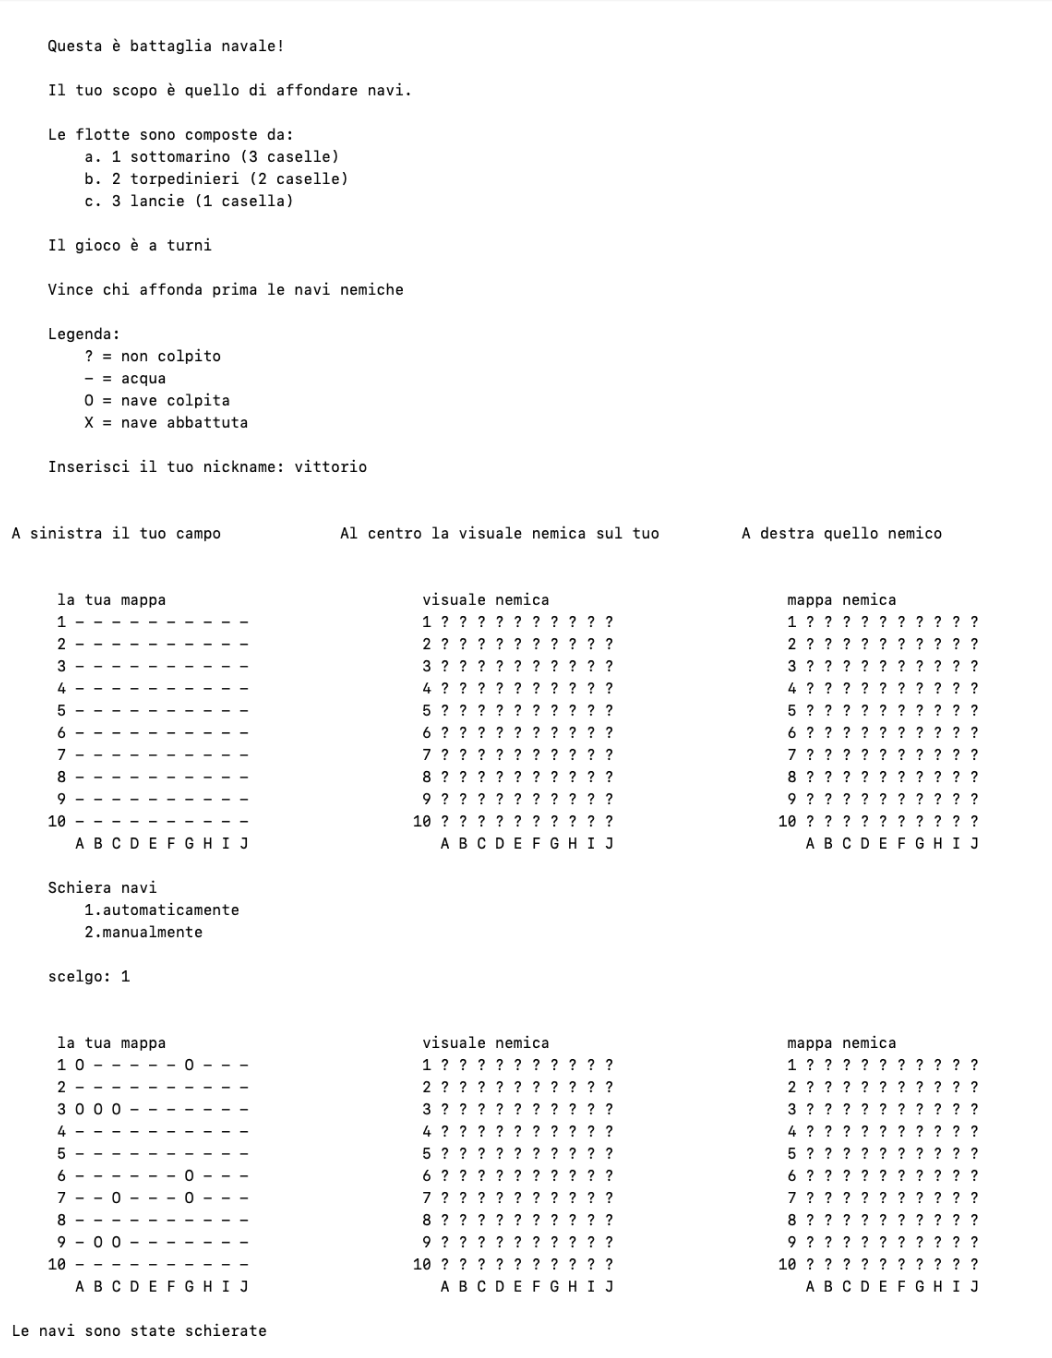 Questa è battaglia navale!
Il tuo scopo è quello di affondare navi.
Le flotte sono composte da:
a. 1 sottomarino (3 caselle)
b. 2 torpedinieri (2 caselle)
c. 3 lancie (1 casella)
Il gioco è a turni
Vince chi affonda prima le navi nemiche
Legenda:
? = non colpito
– = acqua
O = nave colpita
X = nave abbattuta
Inserisci il tuo nickname: vittorio
A sinistra il tuo campo Al centro la visuale nemica sul tuo A destra quello nemico
la tua mappa visuale nemica mappa nemica
1 – – – – – – – – – – 1 ? ? ? ? ? ? ? ? ? ? 1 ? ? ? ? ? ? ? ? ? ?
2 – – – – – – – – – – 2 ? ? ? ? ? ? ? ? ? ? 2 ? ? ? ? ? ? ? ? ? ?
3 – – – – – – – – – – 3 ? ? ? ? ? ? ? ? ? ? 3 ? ? ? ? ? ? ? ? ? ?
4 – – – – – – – – – – 4 ? ? ? ? ? ? ? ? ? ? 4 ? ? ? ? ? ? ? ? ? ?
5 – – – – – – – – – – 5 ? ? ? ? ? ? ? ? ? ? 5 ? ? ? ? ? ? ? ? ? ?
6 – – – – – – – – – – 6 ? ? ? ? ? ? ? ? ? ? 6 ? ? ? ? ? ? ? ? ? ?
7 – – – – – – – – – – 7 ? ? ? ? ? ? ? ? ? ? 7 ? ? ? ? ? ? ? ? ? ?
8 – – – – – – – – – – 8 ? ? ? ? ? ? ? ? ? ? 8 ? ? ? ? ? ? ? ? ? ?
9 – – – – – – – – – – 9 ? ? ? ? ? ? ? ? ? ? 9 ? ? ? ? ? ? ? ? ? ?
10 – – – – – – – – – – 10 ? ? ? ? ? ? ? ? ? ? 10 ? ? ? ? ? ? ? ? ? ?
A B C D E F G H I J A B C D E F G H I J A B C D E F G H I J
Schiera navi
1.automaticamente
2.manualmente
scelgo: 1
la tua mappa visuale nemica mappa nemica
1 O – – – – – O – – – 1 ? ? ? ? ? ? ? ? ? ? 1 ? ? ? ? ? ? ? ? ? ?
2 – – – – – – – – – – 2 ? ? ? ? ? ? ? ? ? ? 2 ? ? ? ? ? ? ? ? ? ?
3 O O O – – – – – – – 3 ? ? ? ? ? ? ? ? ? ? 3 ? ? ? ? ? ? ? ? ? ?
4 – – – – – – – – – – 4 ? ? ? ? ? ? ? ? ? ? 4 ? ? ? ? ? ? ? ? ? ?
5 – – – – – – – – – – 5 ? ? ? ? ? ? ? ? ? ? 5 ? ? ? ? ? ? ? ? ? ?
6 – – – – – – O – – – 6 ? ? ? ? ? ? ? ? ? ? 6 ? ? ? ? ? ? ? ? ? ?
7 – – O – – – O – – – 7 ? ? ? ? ? ? ? ? ? ? 7 ? ? ? ? ? ? ? ? ? ?
8 – – – – – – – – – – 8 ? ? ? ? ? ? ? ? ? ? 8 ? ? ? ? ? ? ? ? ? ?
9 – O O – – – – – – – 9 ? ? ? ? ? ? ? ? ? ? 9 ? ? ? ? ? ? ? ? ? ?
10 – – – – – – – – – – 10 ? ? ? ? ? ? ? ? ? ? 10 ? ? ? ? ? ? ? ? ? ?
A B C D E F G H I J A B C D E F G H I J A B C D E F G H I J
Le navi sono state schierate